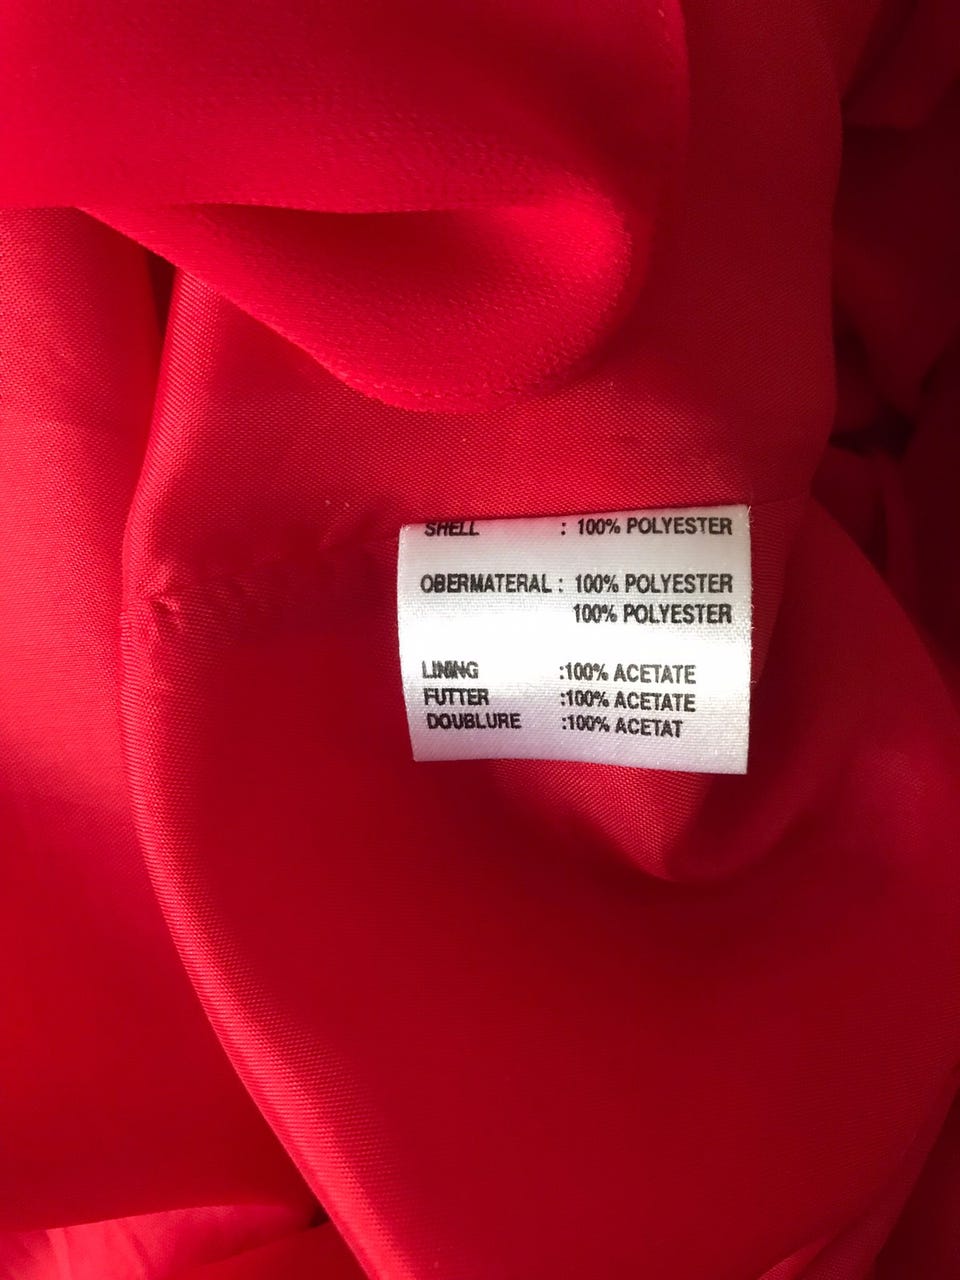 SHELL : 100% POLYESTER
OBERMATERAL : 100% POLYESTER
100% POLYESTER
LINING :100% ACETATE
FUTTER :100% ACETATE
DOUBLURE :100% ACETAT